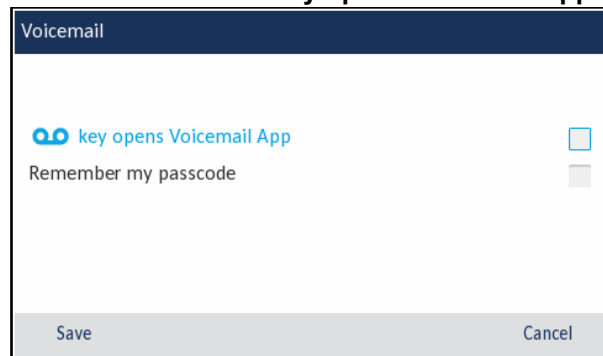 Voicemail
key opens Voicemail App
Remember my passcode
Save Cancel